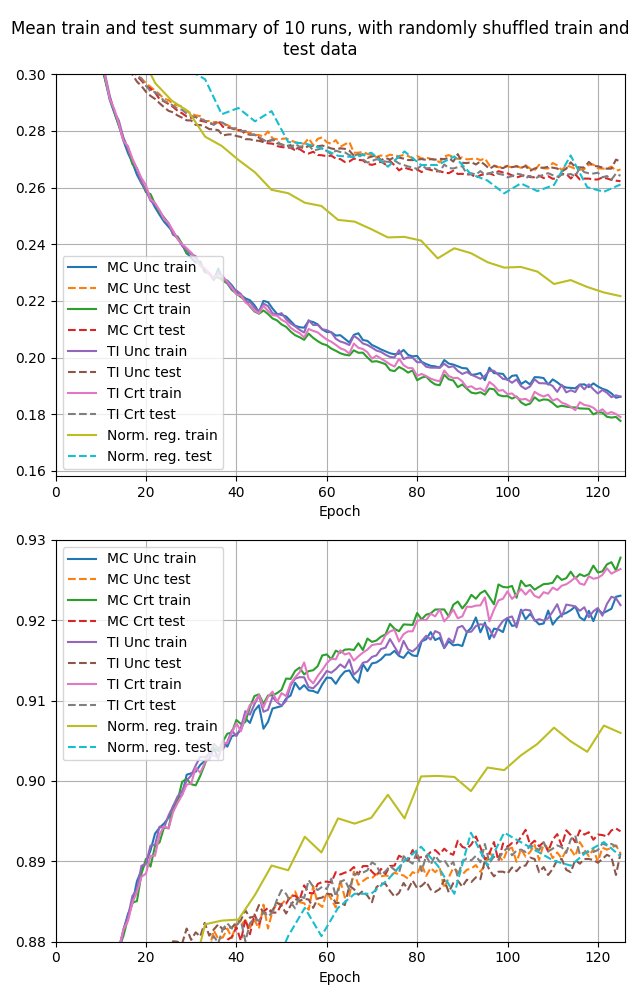 Mean train and test summary of 10 runs, with randomly shuffled train and
test data
0.30
0.28
0.26
0.24
0.22
0.20
0.18
0.16
MC Unc train
MC Unc test
MC Crt train
MC Crt test
TI Unc train
TI Unc test
TI Crt train
TI Crt test
Norm. reg. train
Norm. reg. test
0 20 40 60 80 100 120
Epoch
0.93
0.92
0.91
0.90
0.89
0.88
MC Unc train
MC Unc test
MC Crt train
MC Crt test
TI Unc train
TI Unc test
TI Crt train
TI Crt test
Norm. reg. train
Norm. reg. test
0 20 40 60 80 100 120
Epoch